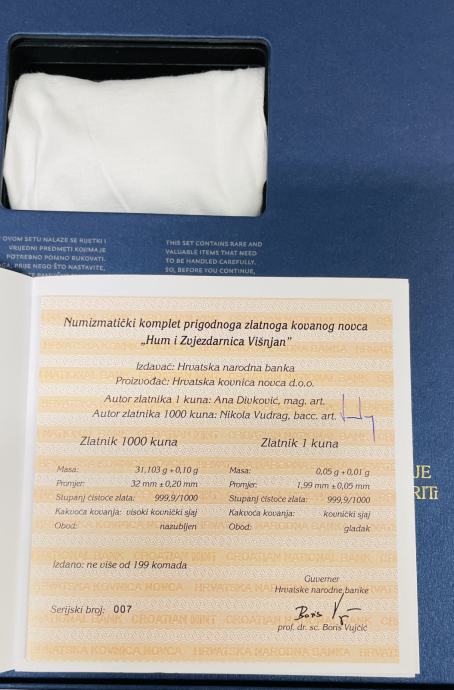 OVOM SETU NALAZE SE RIJETKI I
VRIJEDNI PREDMETI KOJIMA JE
POTREBNO POMNO RUKOVATI.
PRIJE NEGO ŠTO NASTAVITE,
THIS SET CONTAINS RARE AND
VALUABLE ITEMS THAT NEED
TO BE HANDLED CAREFULLY.
SO, BEFORE YOU CONTINUE,
Numizmatički komplet prigodnoga zlatnoga kovanog novca
„Hum i Zvjezdarnica Višnjan”
Izdavač: Hrvatska narodna banka
Proizvođač: Hrvatska kovnica novca d.o.o.
Autor zlatnika 1 kuna: Ana Divković, mag. art.
Autor zlatnika 1000 kuna: Nikola Vudrag, bacc. art.
Zlatnik 1000 kuna
Masa: 31,103 g +0,10 g
Promjer: 32 mm ±0,20 mm
Stupanj čistoće zlata: 999,9/1000
Kakvoća kovanja: visoki kovnički sjaj
Obod: nazubljen
Zlatnik 1 kuna
Masa: 0,05 g +0,01 g
Promjer: 1,99 mm ±0,05 mm
Stupanj čistoće zlata: 999,9/1000
Kakvoća kovanja: kovnički sjaj
Obod: gladak
Izdano: ne više od 199 komada
Serijski broj: 007
Guverner
Hrvatske narodne banke
prof. dr. sc. Boris Vujčić